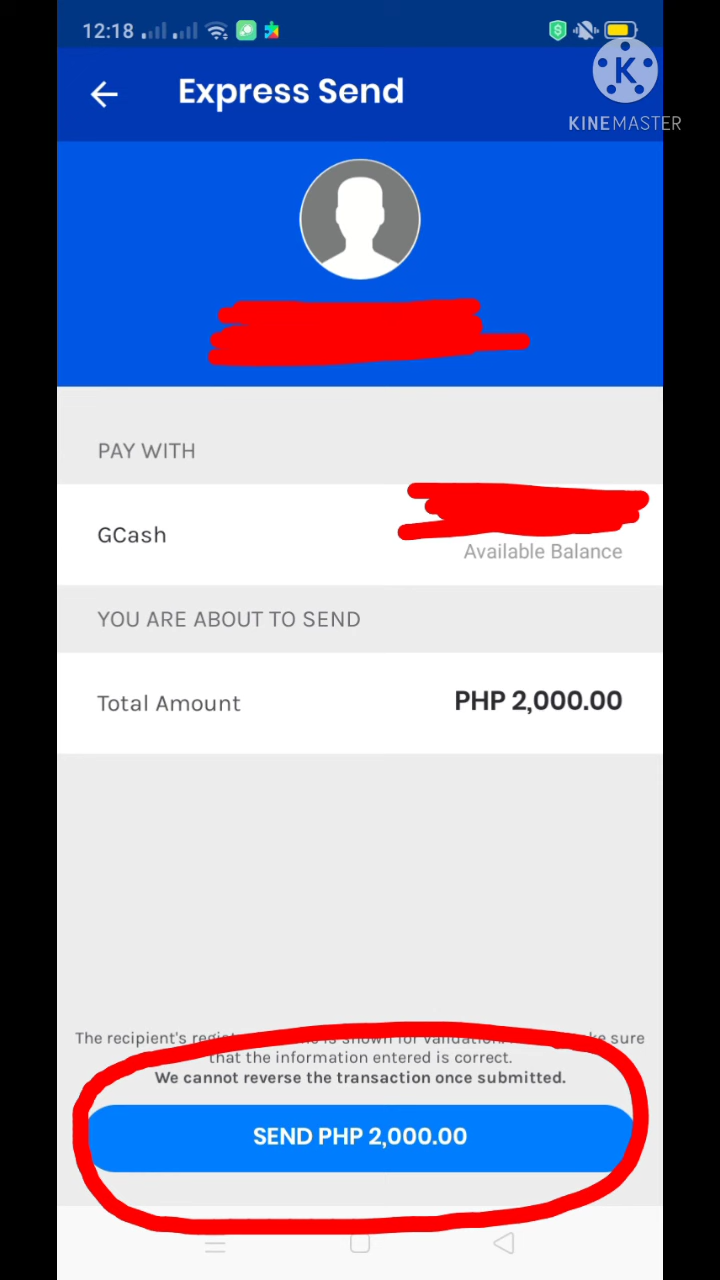 12:18
KINEMASTER
Express Send
PAY WITH
GCash
Available Balance
YOU ARE ABOUT TO SEND
Total Amount PHP 2,000.00
The recipient's is shown for validation. sure
that the information entered is correct.
We cannot reverse the transaction once submitted.
SEND PHP 2,000.00